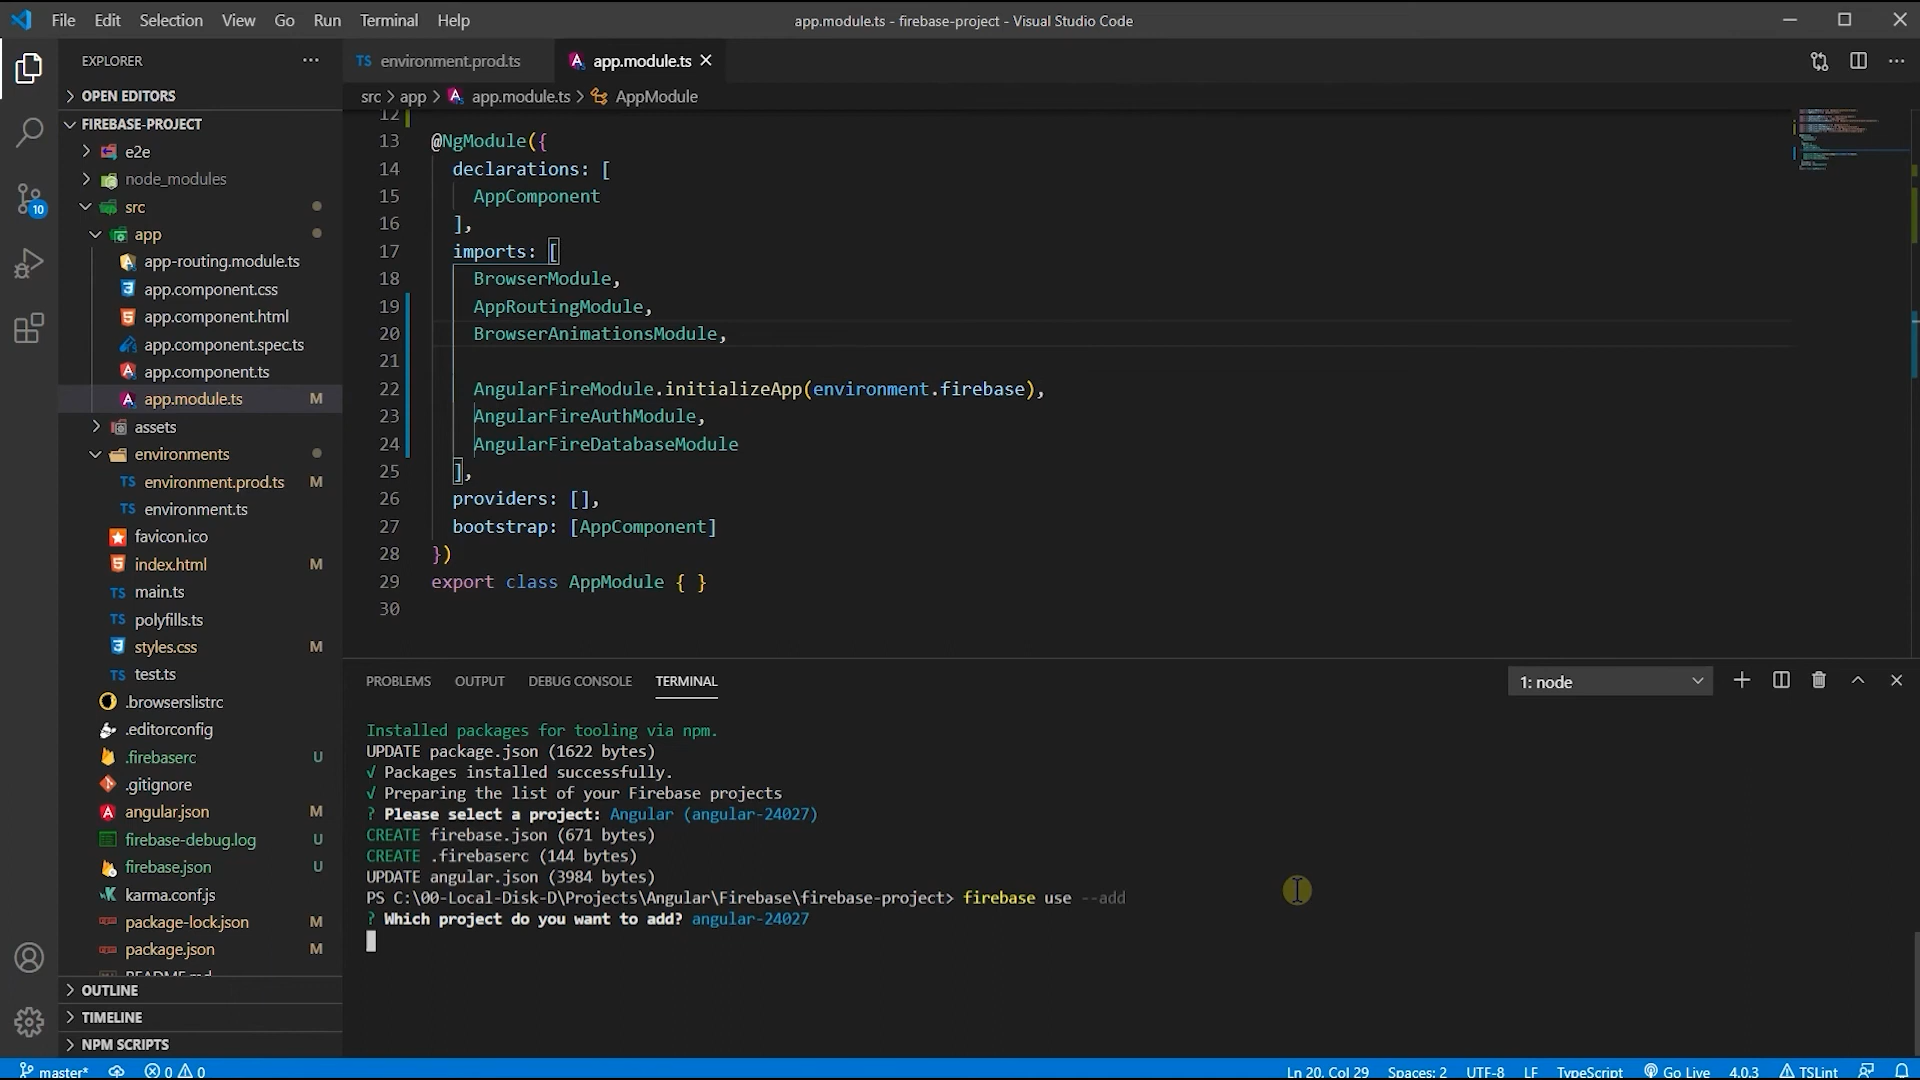 File Edit Selection View Go Run Terminal Help
app.module.ts - firebase-project - Visual Studio Code
EXPLORER
OPEN EDITORS
FIREBASE-PROJECT
e2e
node_modules
src
app
app-routing.module.ts
app.component.css
app.component.html
app.component.spec.ts
app.component.ts
app.module.ts M
assets
environments
environment.prod.ts M
environment.ts
favicon.ico
index.html M
main.ts
polyfills.ts
styles.css M
test.ts
.browserslistrc
.editorconfig
.firebaserc U
.gitignore
angular.json M
firebase-debug.log U
firebase.json U
karma.conf.js
package-lock.json M
package.json M
README.md
OUTLINE
TIMELINE
NPM SCRIPTS
10
TS environment.prod.ts
app.module.ts
src > app > app.module.ts > AppModule
12
13 @NgModule({
14 declarations: [
15 AppComponent
16 ],
17 imports: [
18 BrowserModule,
19 AppRoutingModule,
20 BrowserAnimationsModule,
21
22 AngularFireModule.initializeApp(environment.firebase),
23 AngularFireAuthModule,
24 AngularFireDatabaseModule
25 ],
26 providers: [],
27 bootstrap: [AppComponent]
28 })
29 export class AppModule { }
30
PROBLEMS OUTPUT DEBUG CONSOLE TERMINAL
1: node
Installed packages for tooling via npm.
UPDATE package.json (1622 bytes)
√ Packages installed successfully.
√ Preparing the list of your Firebase projects
? Please select a project: Angular (angular-24027)
CREATE firebase.json (671 bytes)
CREATE .firebaserc (144 bytes)
UPDATE angular.json (3984 bytes)
PS C:\00-Local-Disk-D\Projects\Angular\Firebase\firebase-project> firebase use --add
? Which project do you want to add? angular-24027
master* 0 0
Ln 20, Col 29 Spaces: 2 UTF-8 LF TypeScript Go Live 4.0.3 TSLint